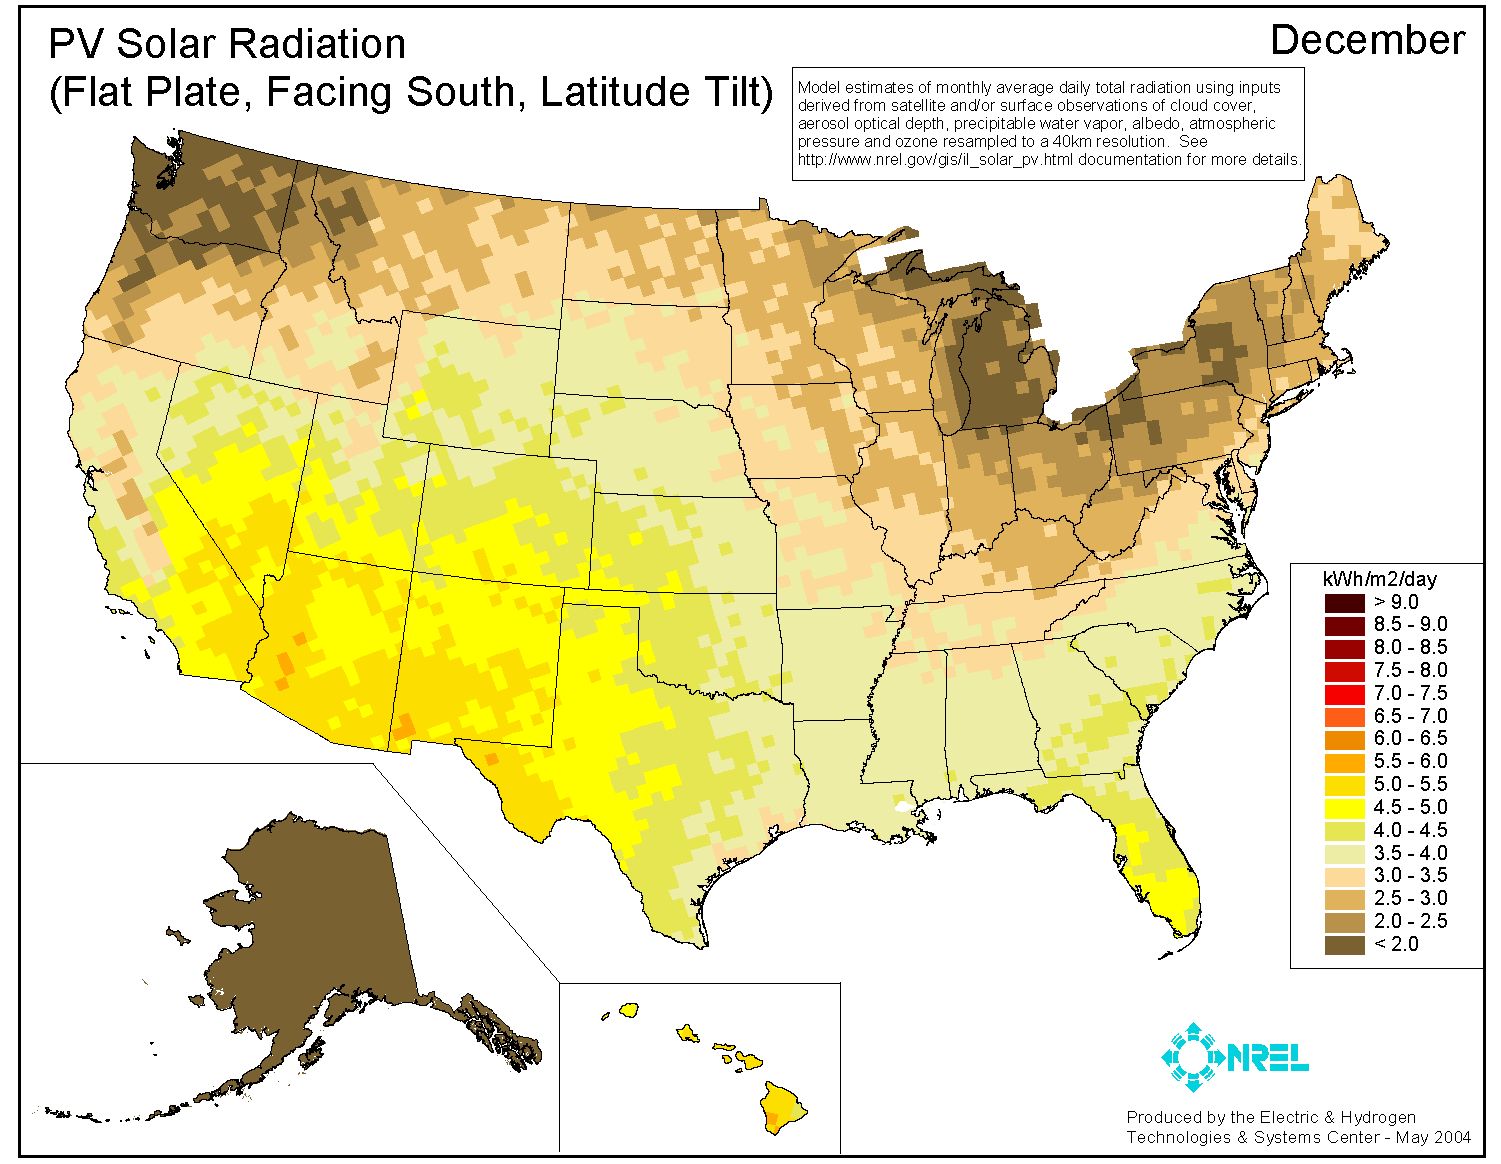 PV Solar Radiation
(Flat Plate, Facing South, Latitude Tilt)
December
Model estimates of monthly average daily total radiation using inputs
derived from satellite and/or surface observations of cloud cover,
aerosol optical depth, precipitable water vapor, albedo, atmospheric
pressure and ozone resampled to a 40km resolution. See
http://www.nrel.gov/gis/il_solar_pv.html documentation for more details.
kWh/m2/day
> 9.0
8.5 - 9.0
8.0 - 8.5
7.5 - 8.0
7.0 - 7.5
6.5 - 7.0
6.0 - 6.5
5.5 - 6.0
5.0 - 5.5
4.5 - 5.0
4.0 - 4.5
3.5 - 4.0
3.0 - 3.5
2.5 - 3.0
2.0 - 2.5
< 2.0
NREL
Produced by the Electric & Hydrogen
Technologies & Systems Center - May 2004